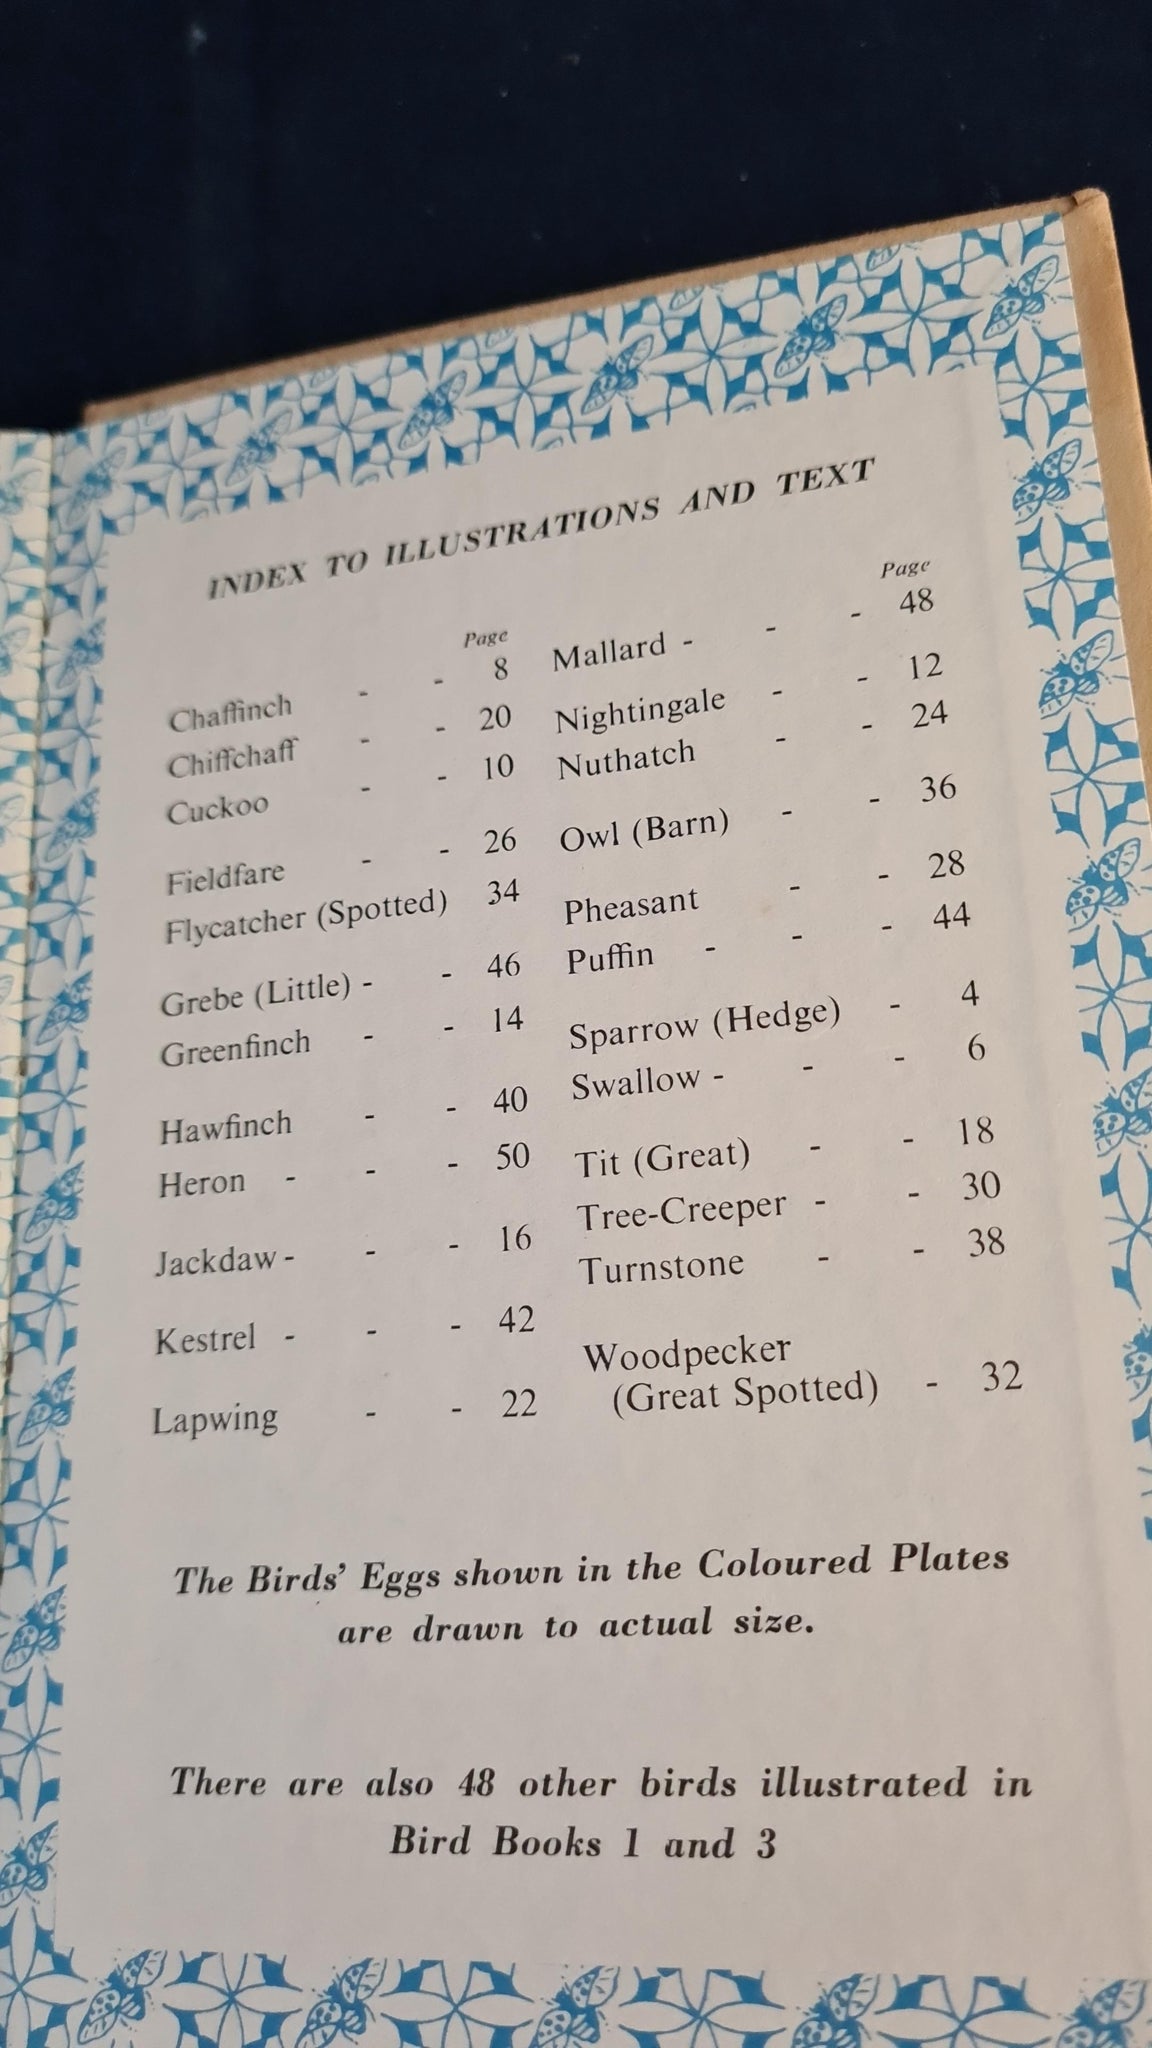 INDEX TO ILLUSTRATIONS AND TEXT
Page
Chaffinch - - 8
Chiffchaff - - 20
Cuckoo - - 10
Fieldfare - - 26
Flycatcher (Spotted) 34
Grebe (Little) - - 46
Greenfinch - - 14
Hawfinch - - 40
Heron - - - 50
Jackdaw - - - 16
Kestrel - - - 42
Lapwing - - 22
Page
Mallard - - - 48
Nightingale - - 12
Nuthatch - - 24
Owl (Barn) - - 36
Pheasant - - 28
Puffin - - - 44
Sparrow (Hedge) - 4
Swallow - - - 6
Tit (Great) - - 18
Tree-Creeper - - 30
Turnstone - - 38
Woodpecker
(Great Spotted) - 32
The Birds' Eggs shown in the Coloured Plates
are drawn to actual size.
There are also 48 other birds illustrated in
Bird Books 1 and 3